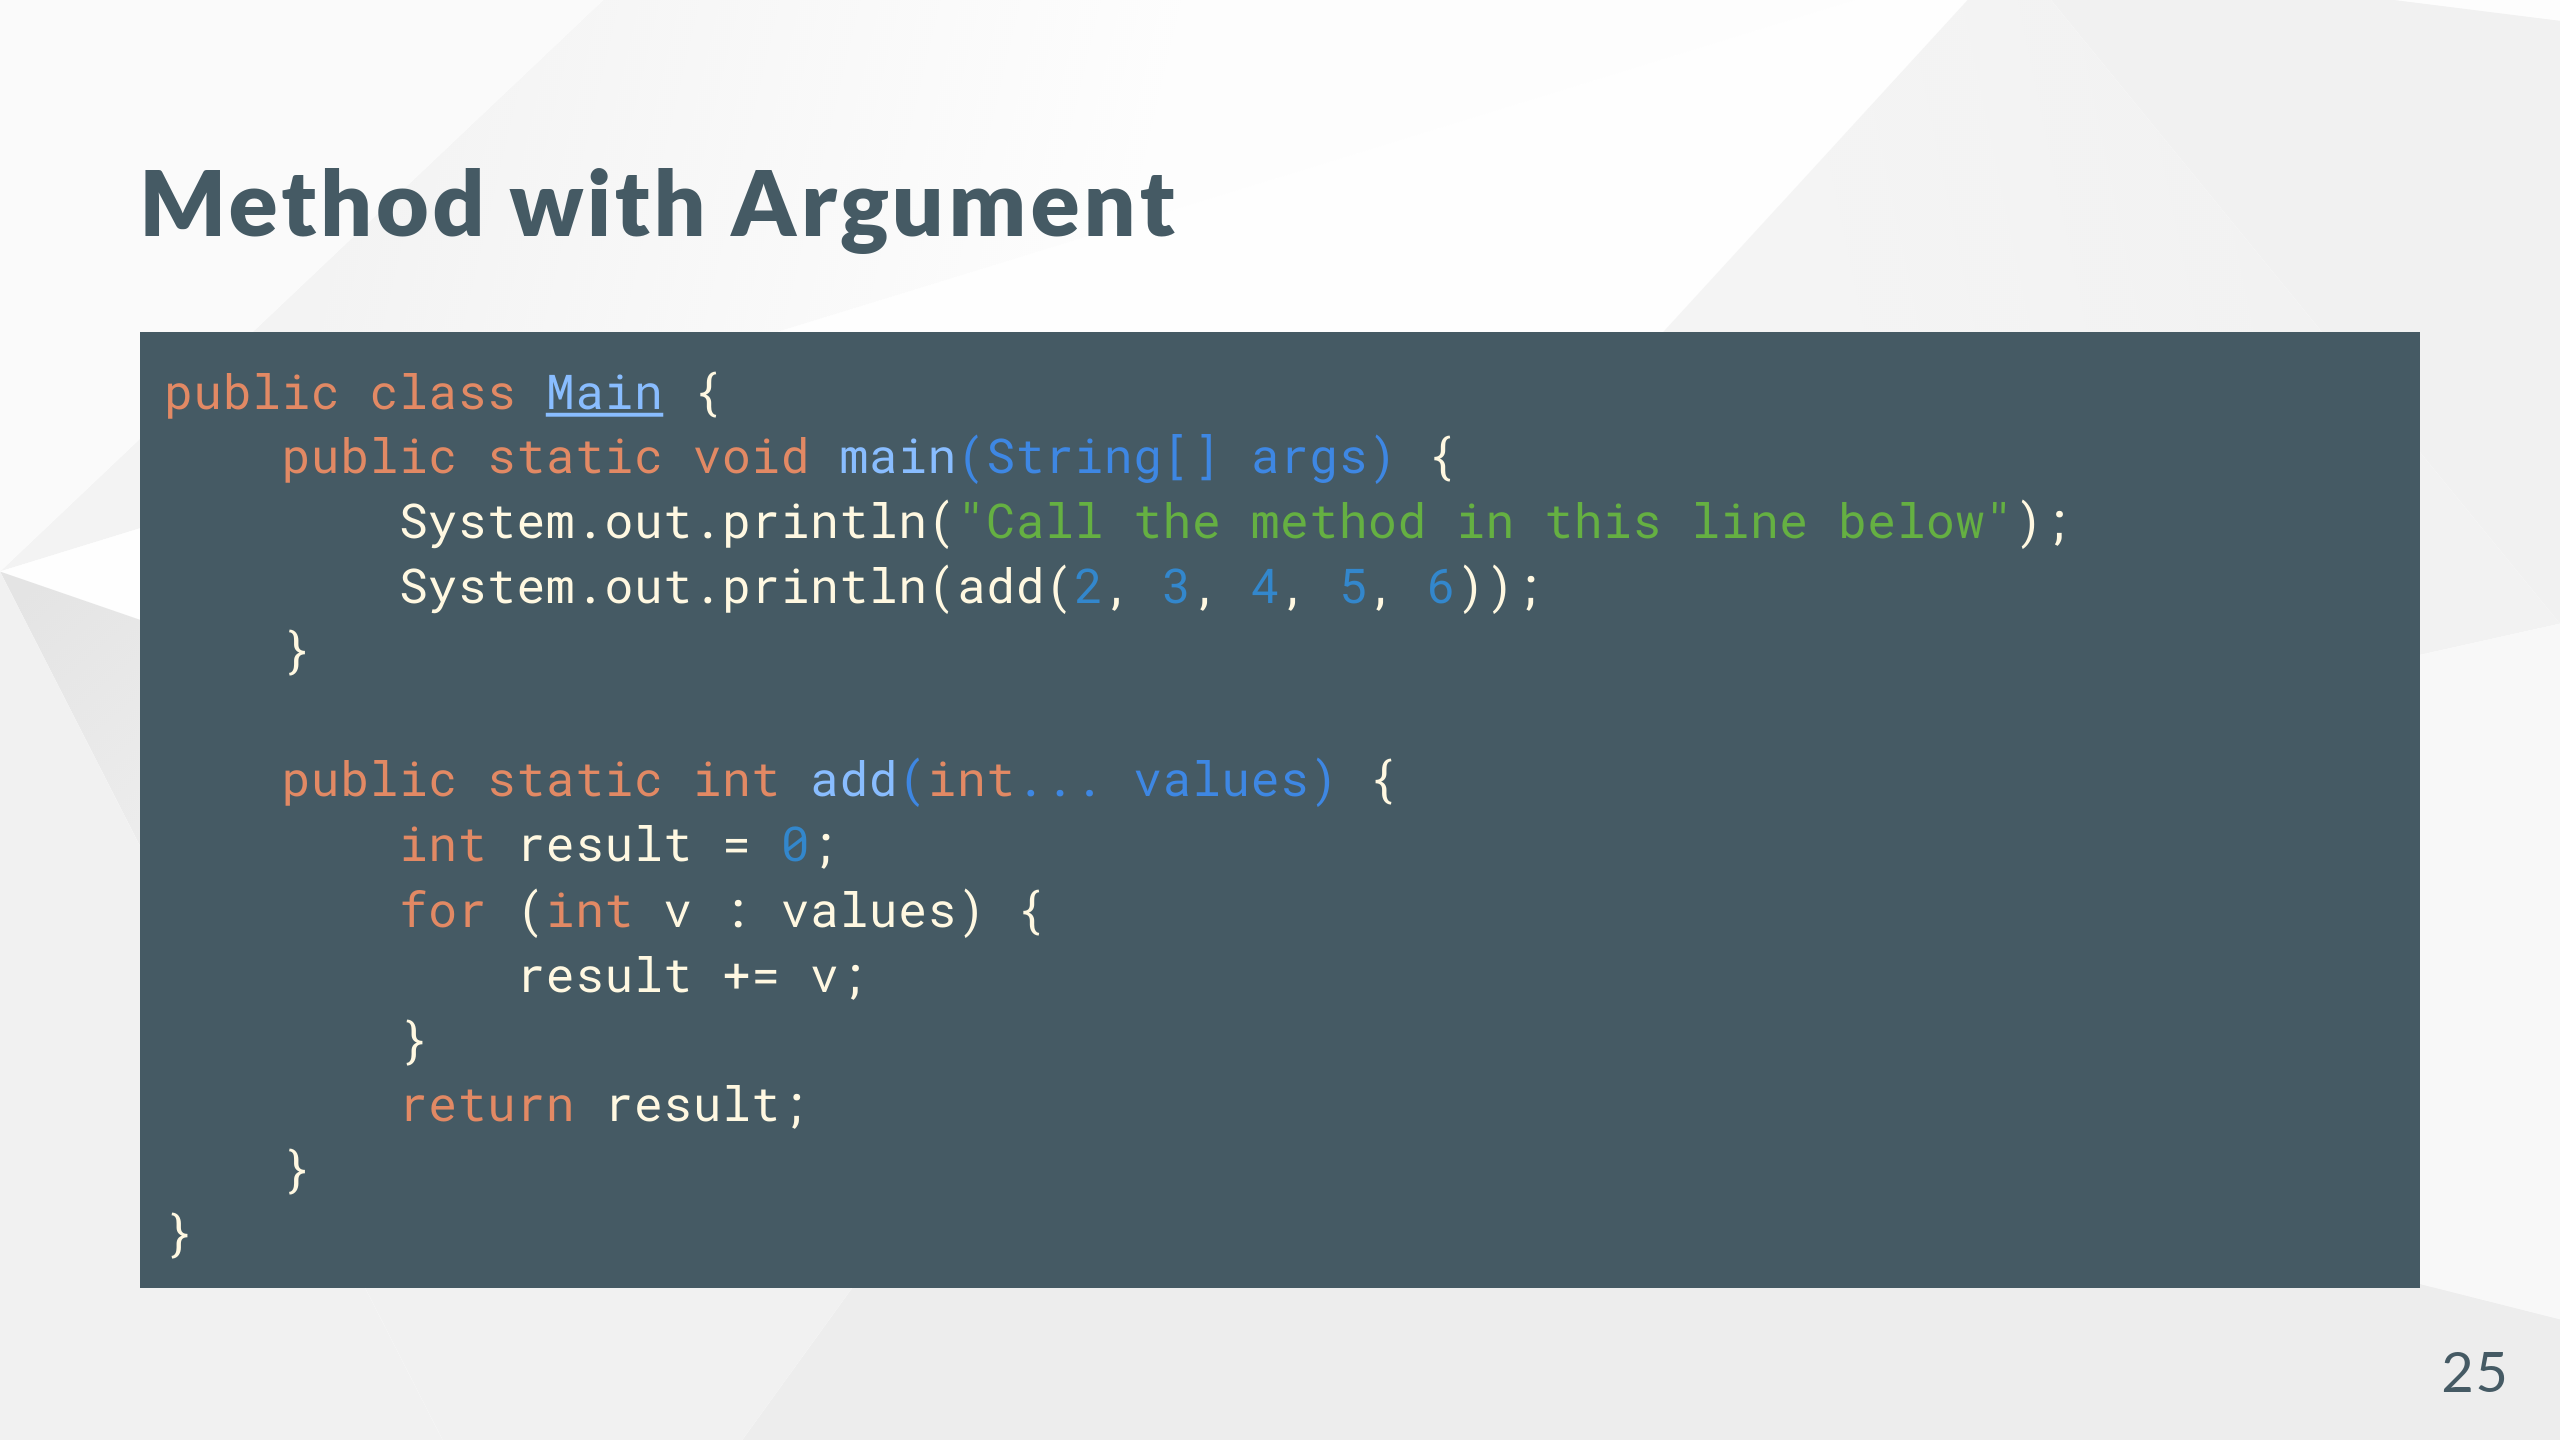 Method with Argument
public class Main {
    public static void main(String[] args) {
        System.out.println("Call the method in this line below");
        System.out.println(add(2, 3, 4, 5, 6));
    }

    public static int add(int... values) {
        int result = 0;
        for (int v : values) {
            result += v;
        }
        return result;
    }
}
25